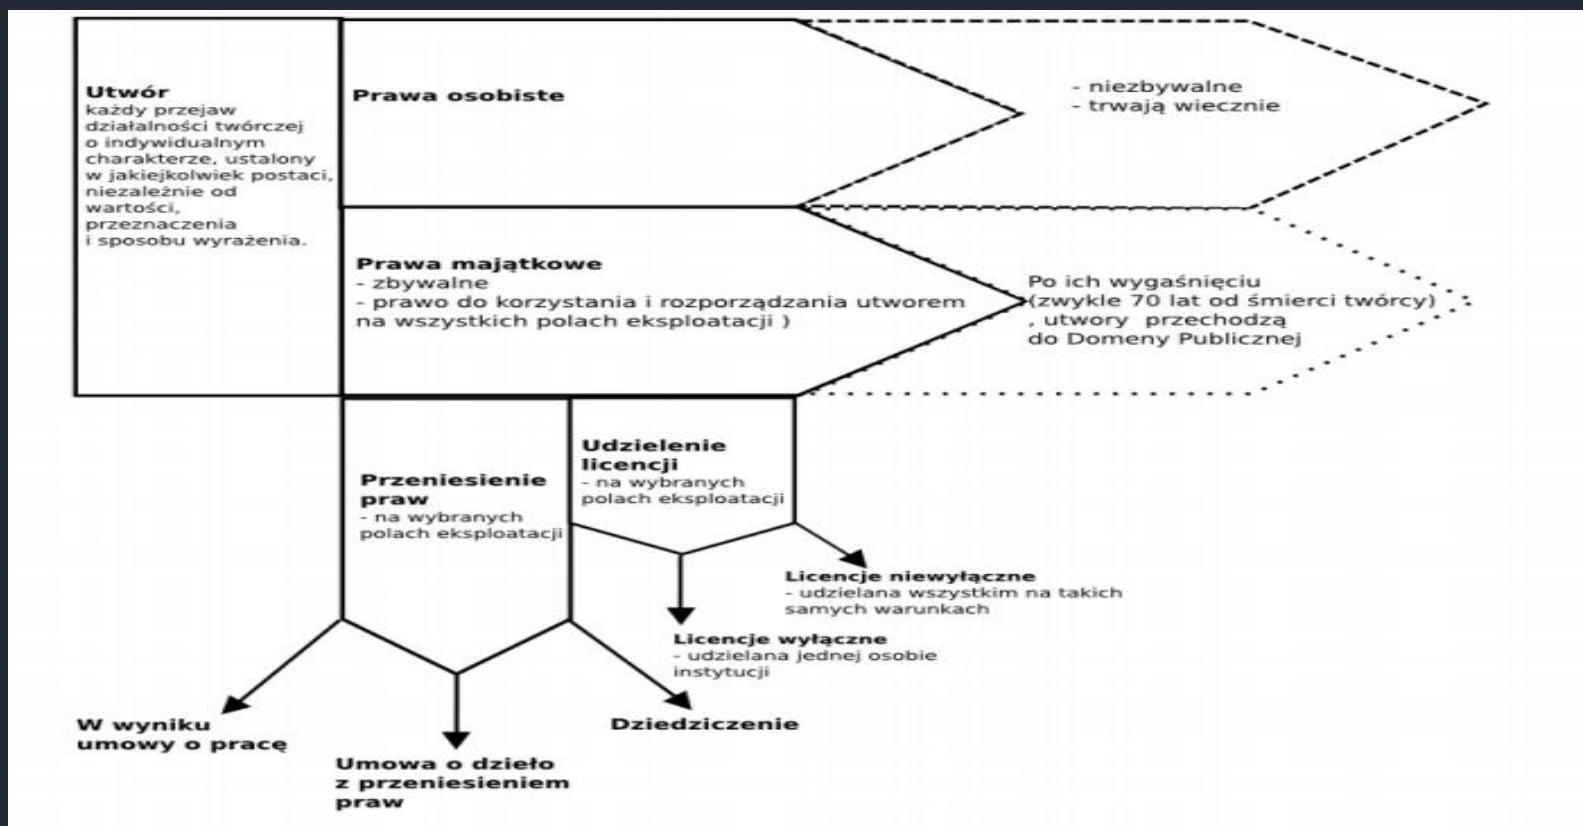 Utwór
każdy przejaw
działalności twórczej
o indywidualnym
charakterze, ustalony
w jakiejkolwiek postaci,
niezależnie od
wartości,
przeznaczenia
i sposobu wyrażenia.
Prawa osobiste
- niezbywalne
- trwają wiecznie
Prawa majątkowe
- zbywalne
- prawo do korzystania i rozporządzania utworem
na wszystkich polach eksploatacji )
Po ich wygaśnięciu
(zwykle 70 lat od śmierci twórcy)
, utwory przechodzą
do Domeny Publicznej
Przeniesienie
praw
- na wybranych
polach eksploatacji
Udzielenie
licencji
- na wybranych
polach eksploatacji
Licencje niewyłączne
- udzielana wszystkim na takich
samych warunkach
Licencje wyłączne
- udzielana jednej osobie
instytucji
W wyniku
umowy o pracę
Umowa o dzieło
z przeniesieniem
praw
Dziedziczenie